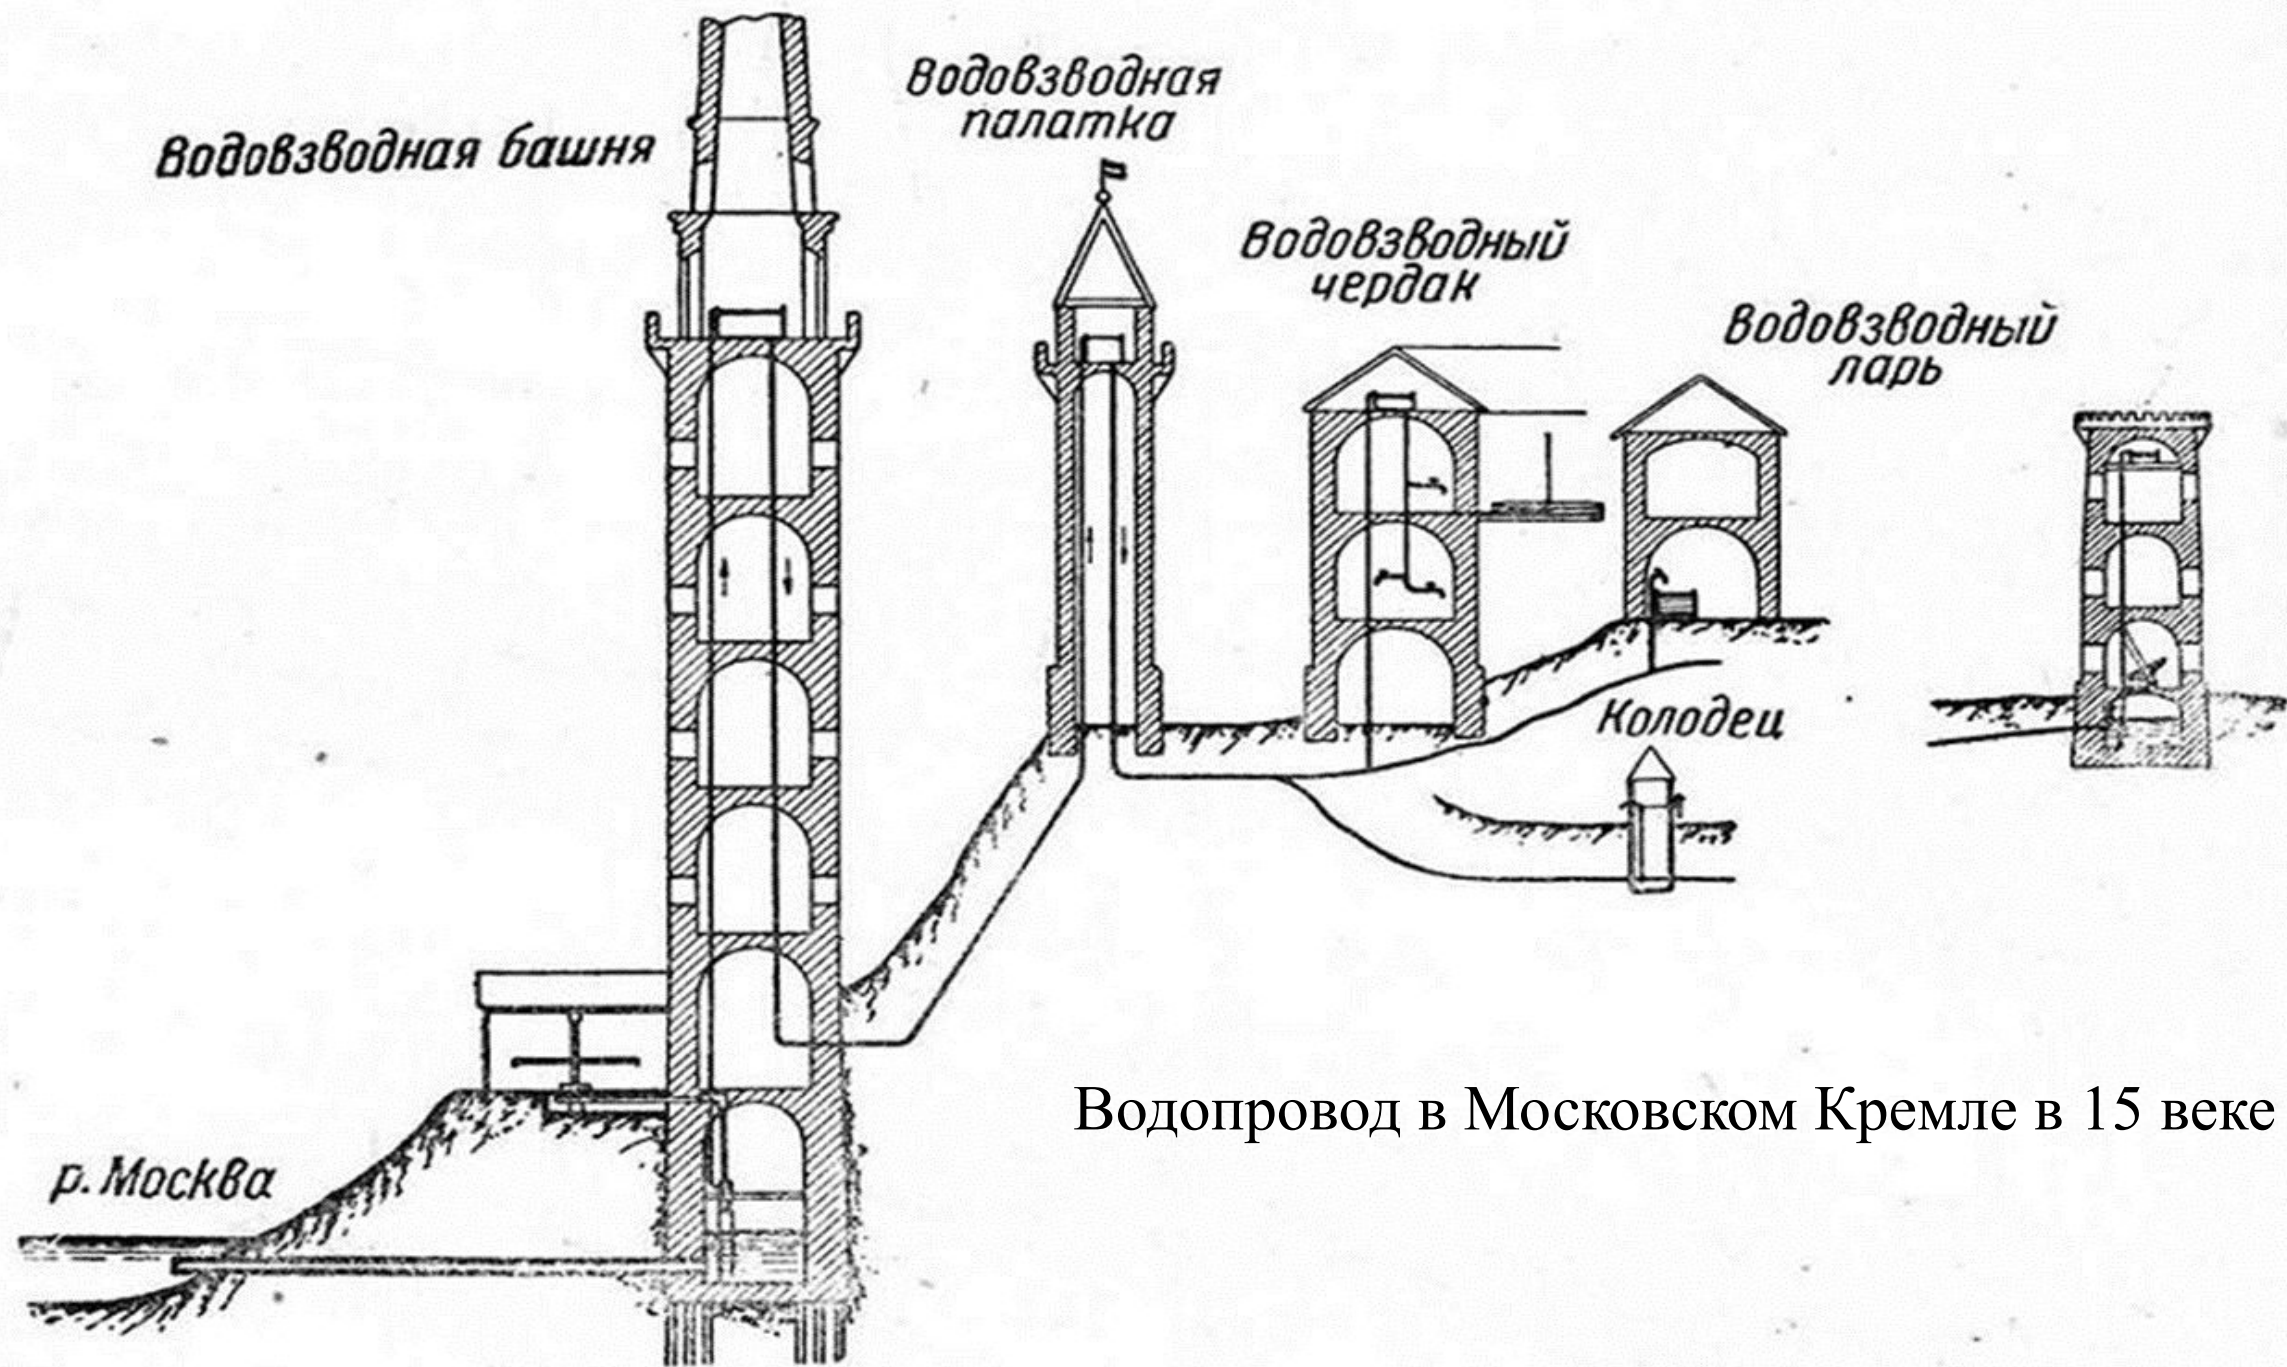 Водовзводная башня
Водовзводная
палатка
Водовзводный
чердак
Водовзводный
ларь
Колодец
Водопровод в Московском Кремле в 15 веке
р. Москва